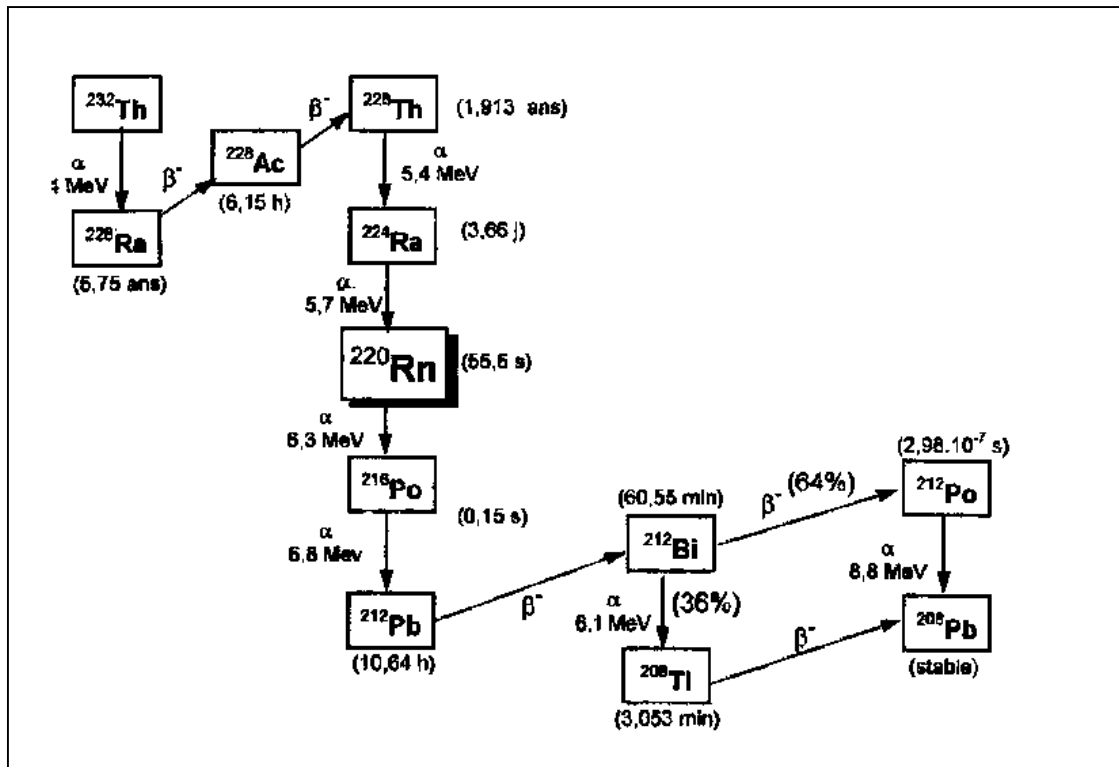 ²³²Th
α
MeV
²²⁸Ra
(5,75 ans)
β⁻
²²⁸Ac
(6,15 h)
β⁻
²²⁸Th
(1,913 ans)
α
5,4 MeV
²²⁴Ra
(3,66 j)
α
5,7 MeV
²²⁰Rn
(55,6 s)
α
6,3 MeV
²¹⁶Po
(0,15 s)
α
6,8 Mev
²¹²Pb
(10,64 h)
β⁻
(60,55 min)
²¹²Bi
α
6,1 MeV
(36%)
²⁰⁸Tl
(3,053 min)
β⁻ (64%)
(2,98.10⁻⁷ s)
²¹²Po
α
8,8 MeV
β⁻
²⁰⁸Pb
(stable)